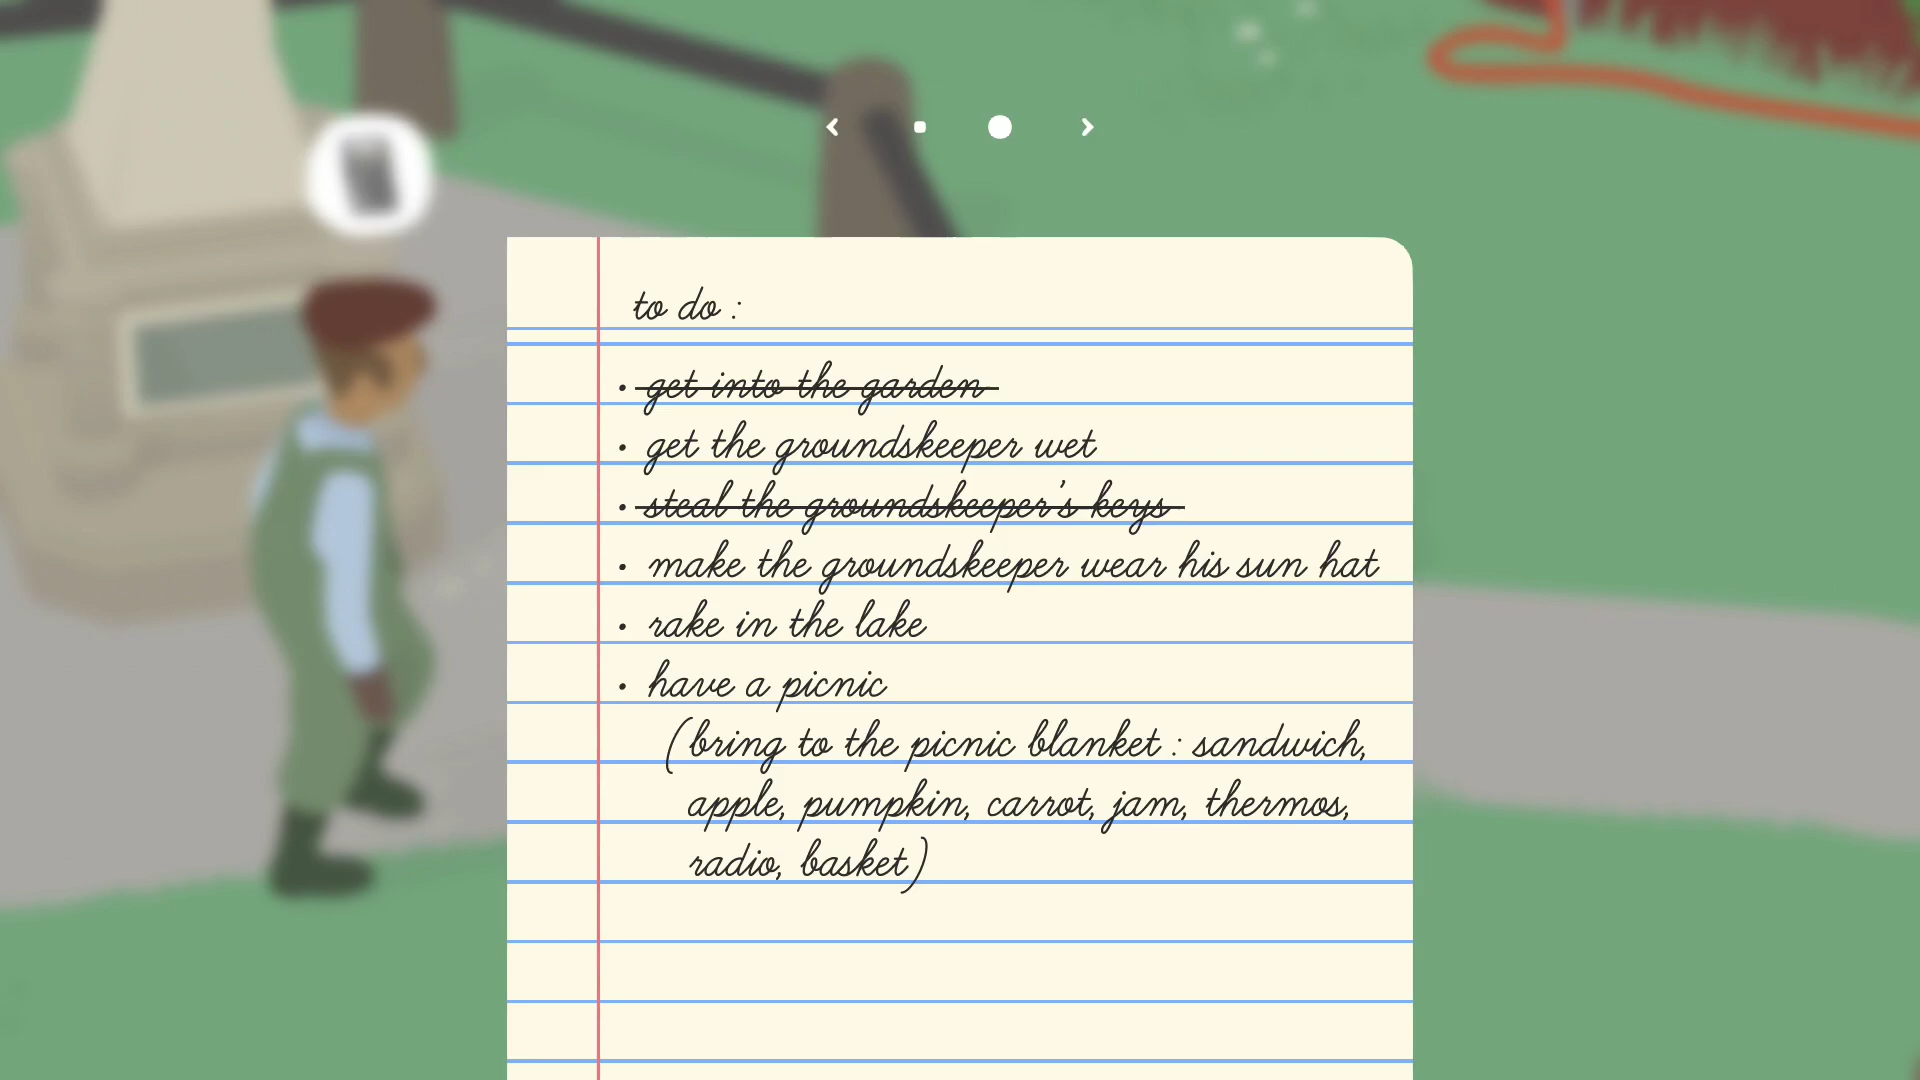 to do :
• get into the garden
• get the groundskeeper wet
• steal the groundskeeper's keys
• make the groundskeeper wear his sun hat
• rake in the lake
• have a picnic
(bring to the picnic blanket : sandwich,
apple, pumpkin, carrot, jam, thermos,
radio, basket)